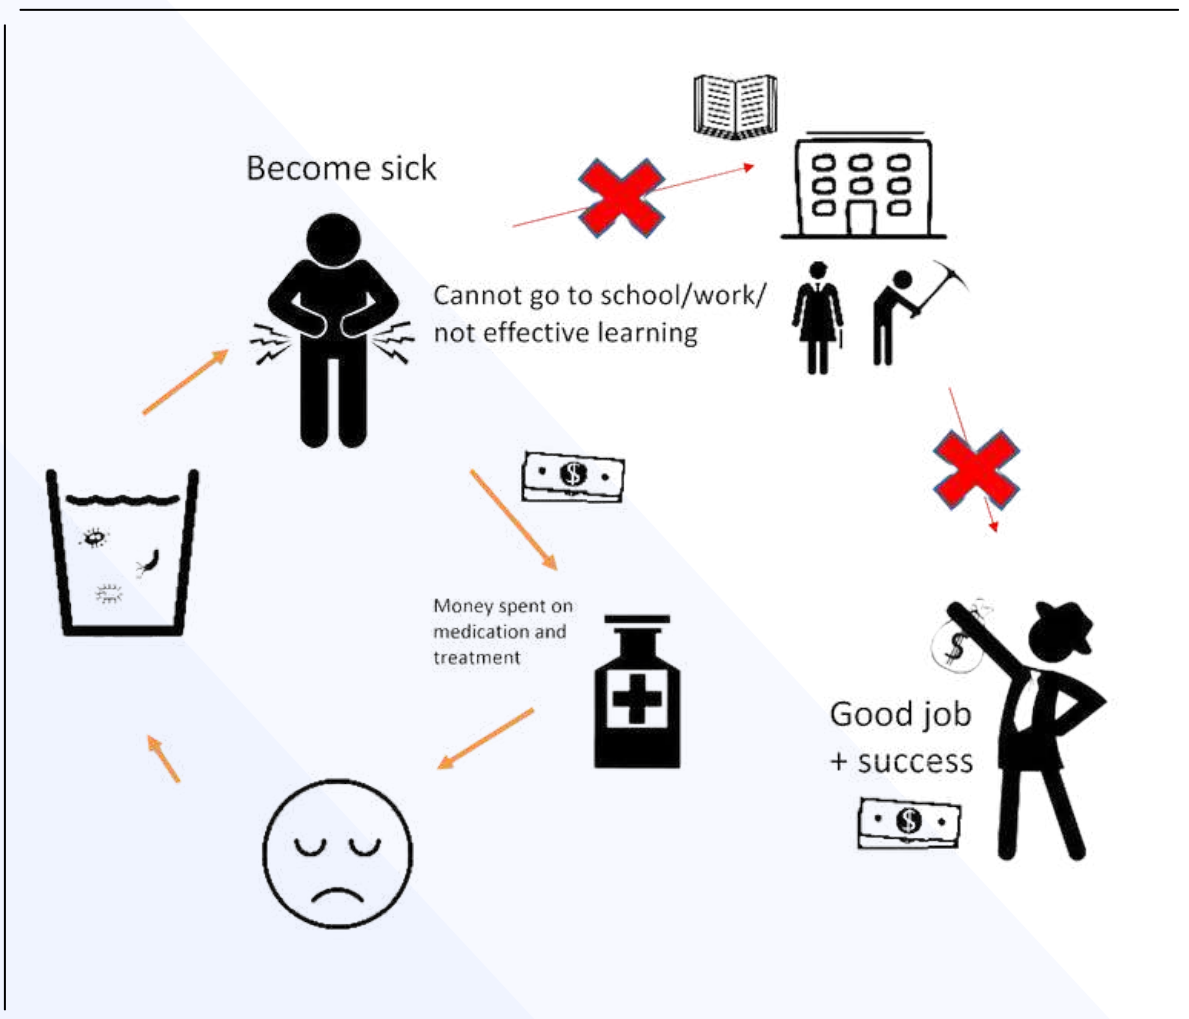 Become sick
Cannot go to school/work/
not effective learning
$
Money spent on
medication and
treatment
$
Good job
+ success
$